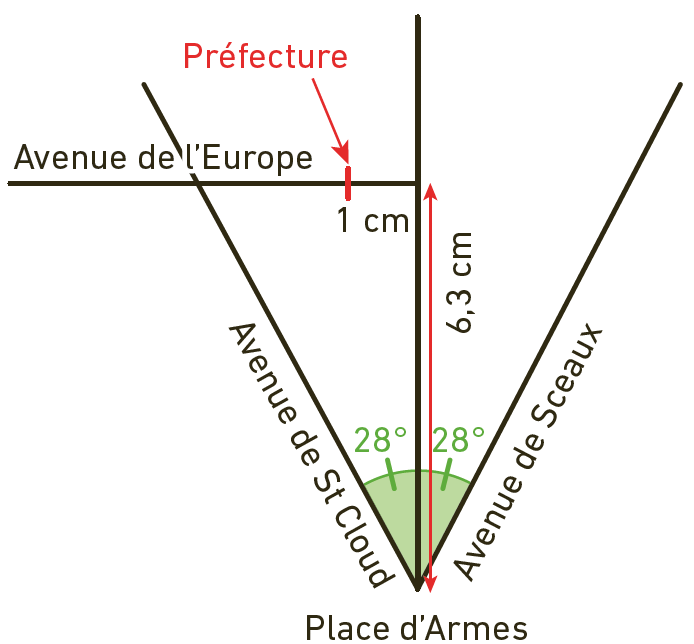 Préfecture
Avenue de l’Europe
1 cm
6,3 cm
Avenue de St Cloud
28°
28°
Avenue de Sceaux
Place d’Armes